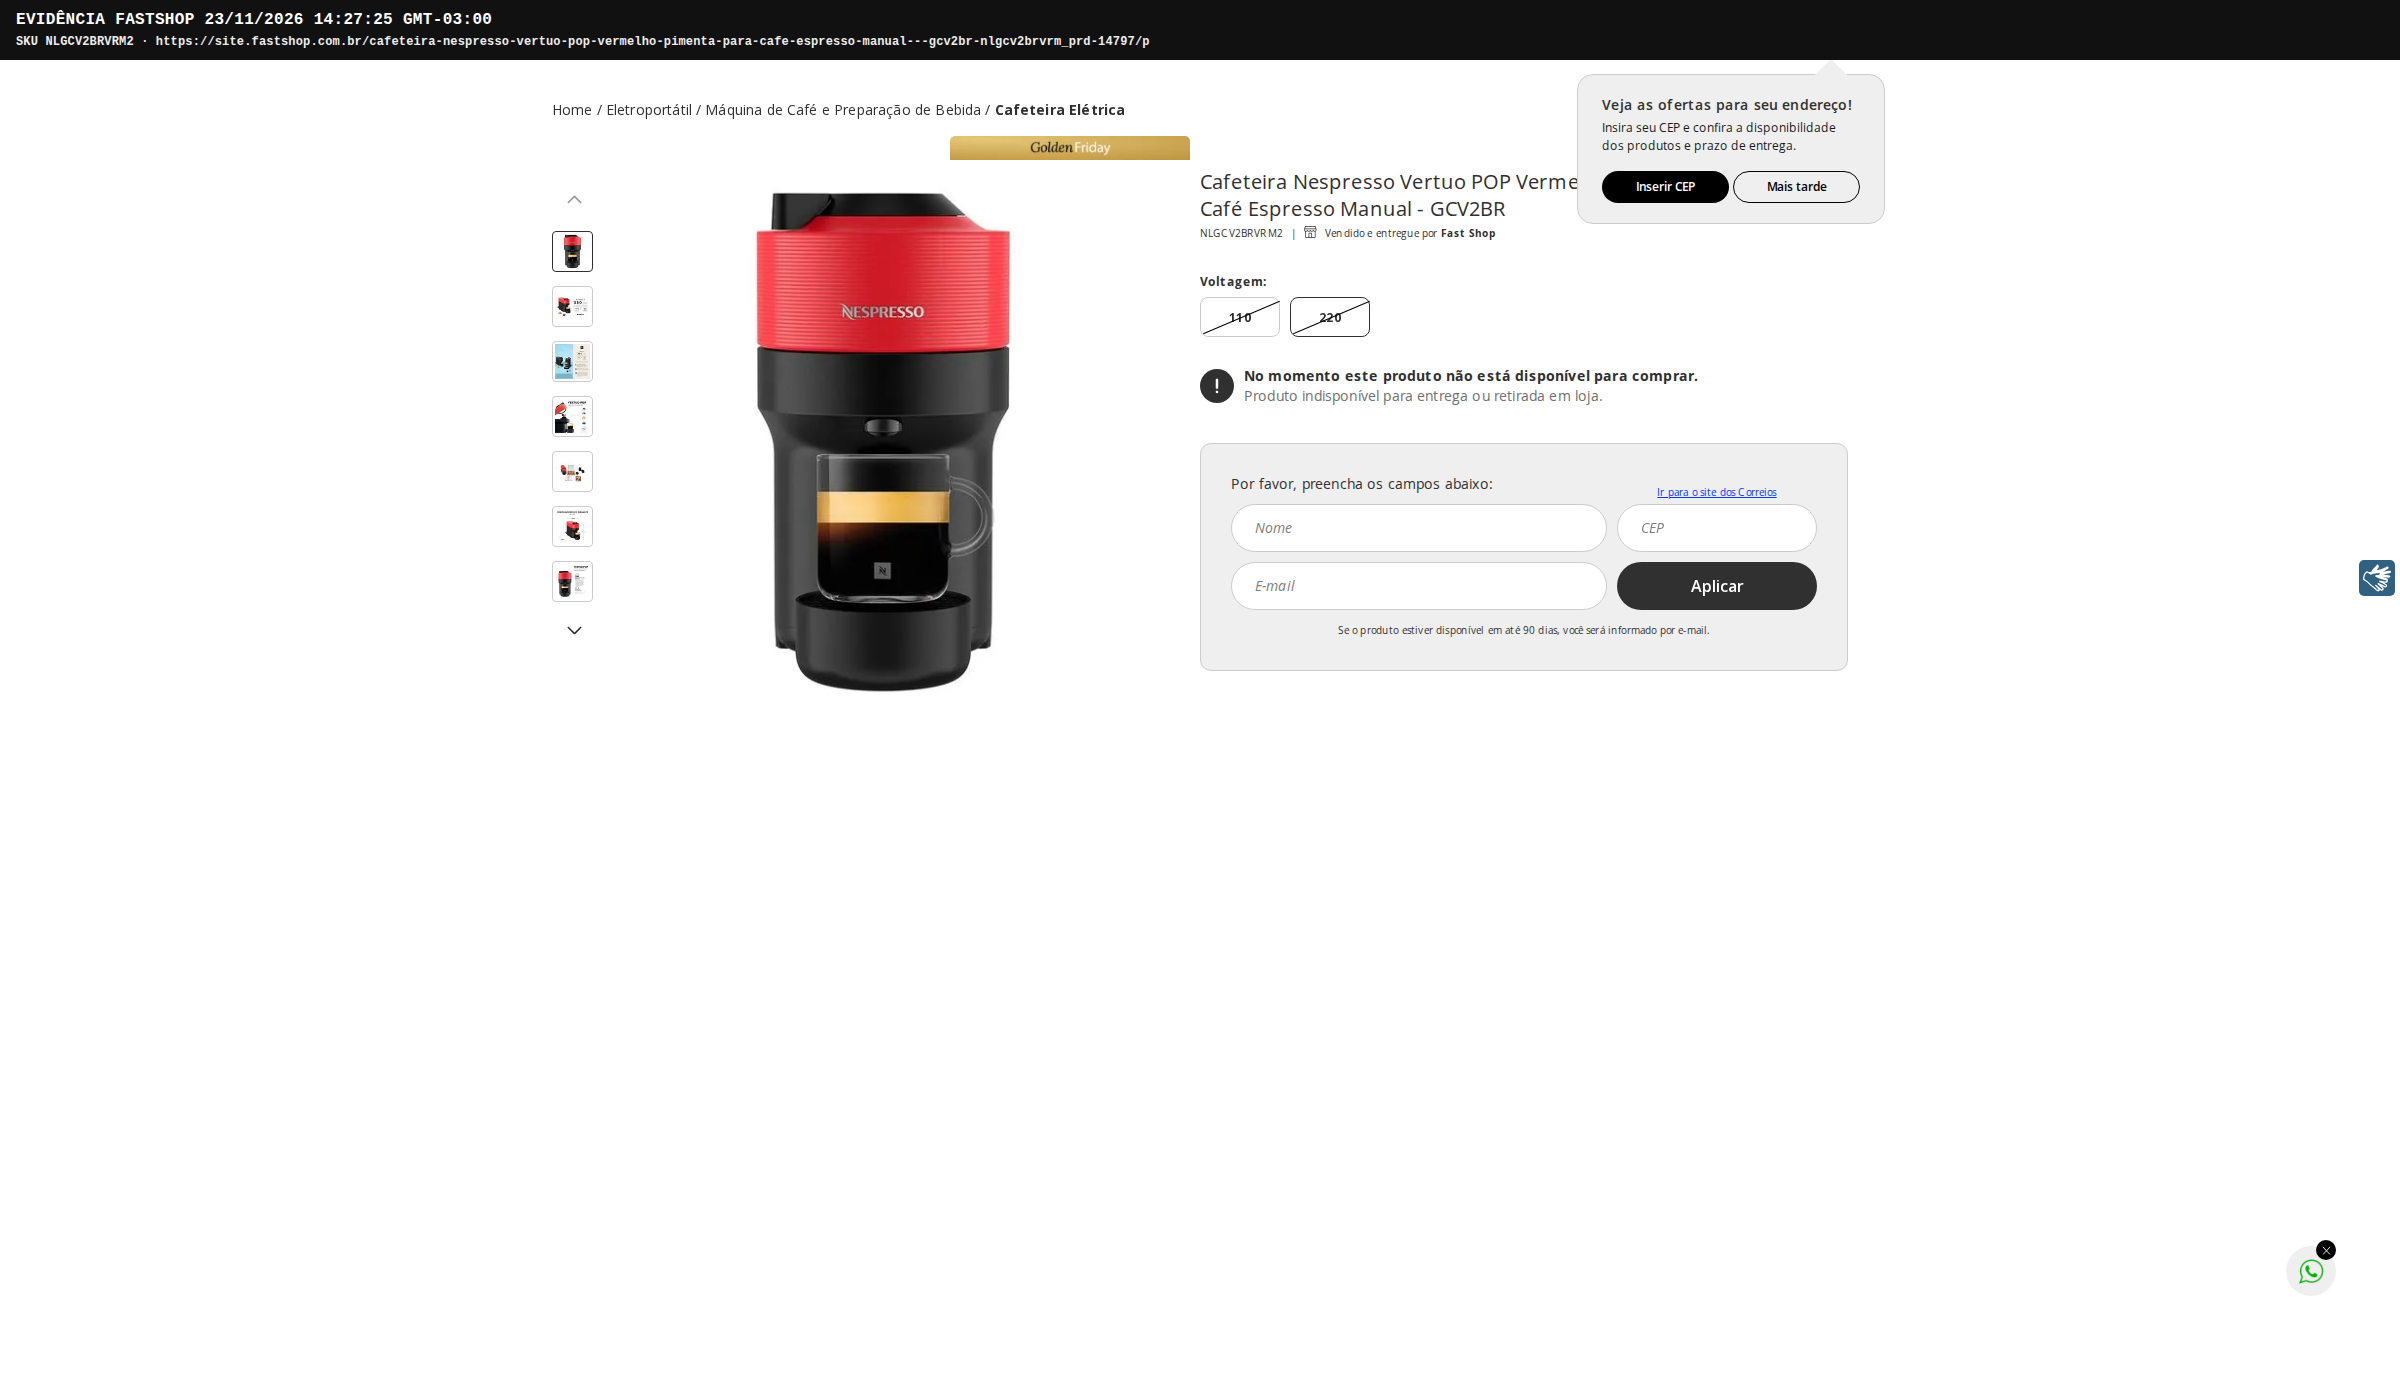 EVIDÊNCIA FASTSHOP 23/11/2026 14:27:25 GMT-03:00
SKU NLGCV2BRVRM2 · https://site.fastshop.com.br/cafeteira-nespresso-vertuo-pop-vermelho-pimenta-para-cafe-espresso-manual---gcv2br-nlgcv2brvrm_prd-14797/p
Veja as ofertas para seu endereço!
Insira seu CEP e confira a disponibilidade
dos produtos e prazo de entrega.
Inserir CEP
Mais tarde
Home / Eletroportátil / Máquina de Café e Preparação de Bebida / Cafeteira Elétrica
Golden Friday
Cafeteira Nespresso Vertuo POP Verme
Café Espresso Manual - GCV2BR
NLGCV2BRVRM2 | Vendido e entregue por Fast Shop
NESPRESSO
Voltagem:
110
220
No momento este produto não está disponível para comprar.
Produto indisponível para entrega ou retirada em loja.
Por favor, preencha os campos abaixo:
Ir para o site dos Correios
Nome
CEP
E-mail
Aplicar
Se o produto estiver disponível em até 90 dias, você será informado por e-mail.